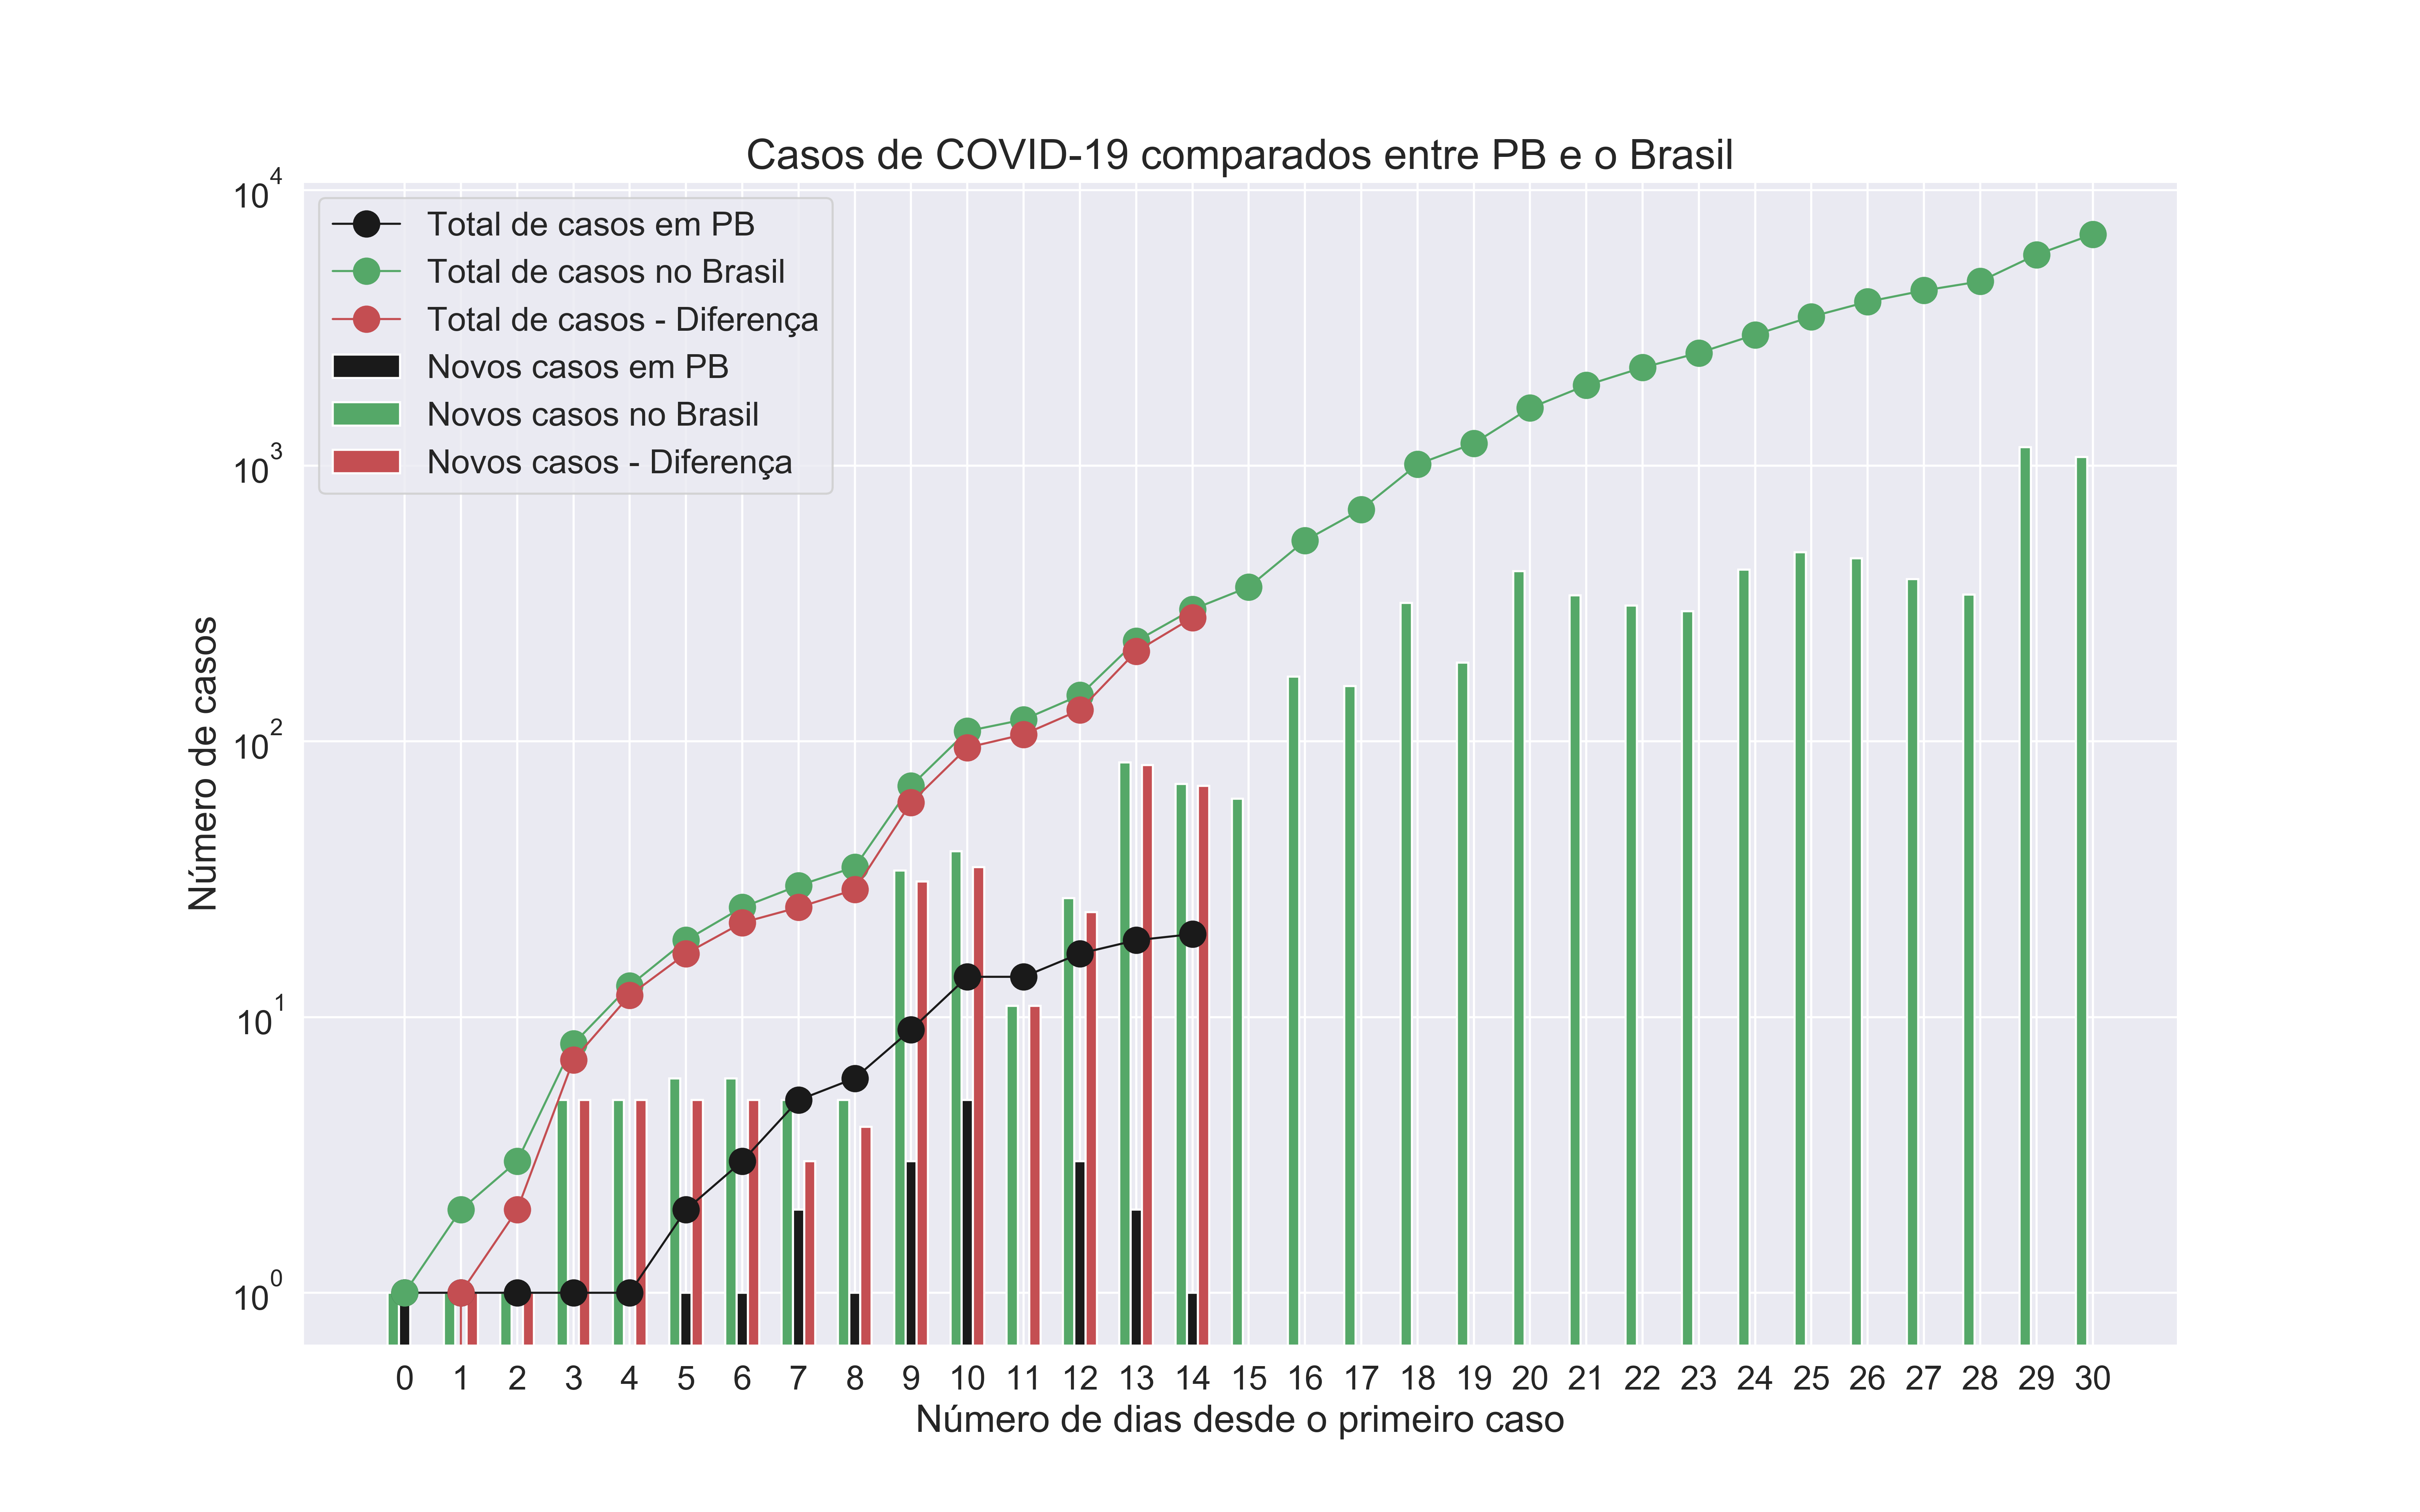 Casos de COVID-19 comparados entre PB e o Brasil
Total de casos em PB
Total de casos no Brasil
Total de casos - Diferença
Novos casos em PB
Novos casos no Brasil
Novos casos - Diferença
10^4
10^3
10^2
10^1
10^0
Número de casos
0 1 2 3 4 5 6 7 8 9 10 11 12 13 14 15 16 17 18 19 20 21 22 23 24 25 26 27 28 29 30
Número de dias desde o primeiro caso